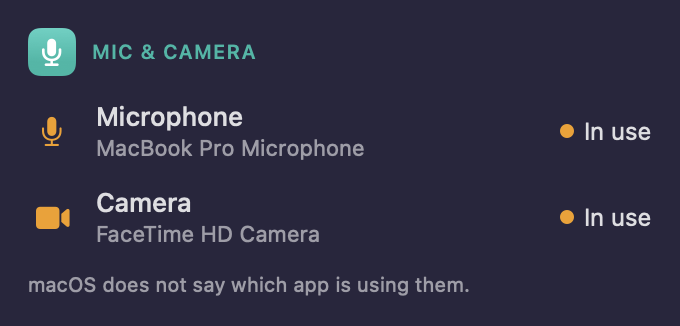 MIC & CAMERA
Microphone
MacBook Pro Microphone
In use
Camera
FaceTime HD Camera
In use
macOS does not say which app is using them.